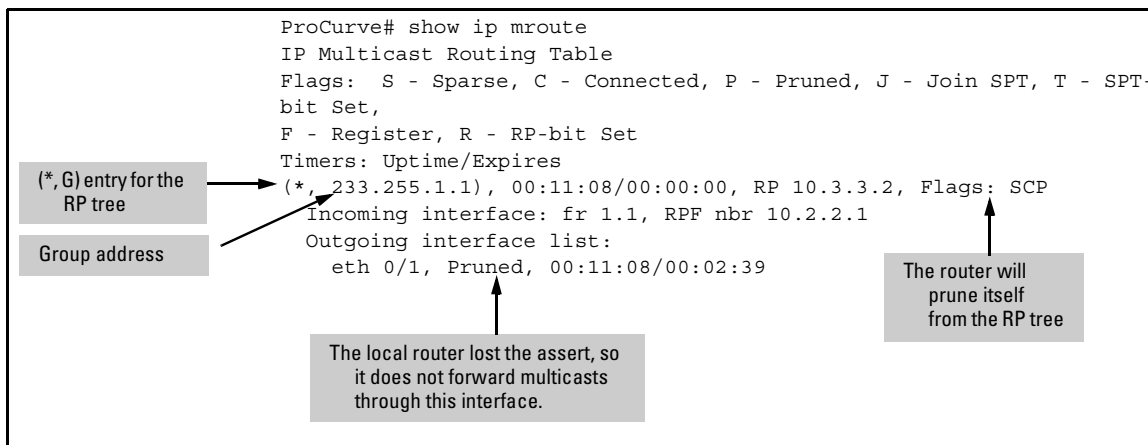 ProCurve# show ip mroute
IP Multicast Routing Table
Flags: S - Sparse, C - Connected, P - Pruned, J - Join SPT, T - SPT-
bit Set,
F - Register, R - RP-bit Set
Timers: Uptime/Expires
(*, G) entry for the
RP tree
(*, 233.255.1.1), 00:11:08/00:00:00, RP 10.3.3.2, Flags: SCP
Incoming interface: fr 1.1, RPF nbr 10.2.2.1
Group address
Outgoing interface list:
eth 0/1, Pruned, 00:11:08/00:02:39
The router will
prune itself
from the RP tree
The local router lost the assert, so
it does not forward multicasts
through this interface.